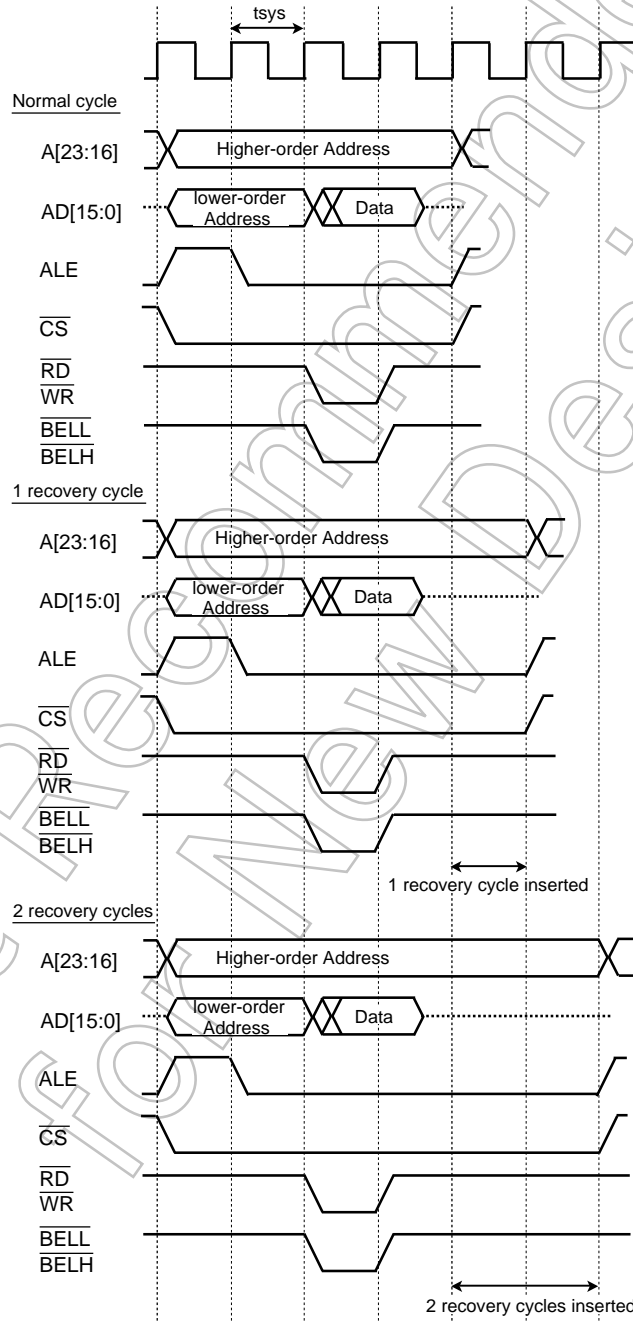 tsys
Normal cycle
A[23:16]
Higher-order Address
AD[15:0]
lower-order
Address
Data
ALE
CS
RD
WR
BELL
BELH
1 recovery cycle
A[23:16]
Higher-order Address
AD[15:0]
lower-order
Address
Data
ALE
CS
RD
WR
BELL
BELH
1 recovery cycle inserted
2 recovery cycles
A[23:16]
Higher-order Address
AD[15:0]
lower-order
Address
Data
ALE
CS
RD
WR
BELL
BELH
2 recovery cycles inserted